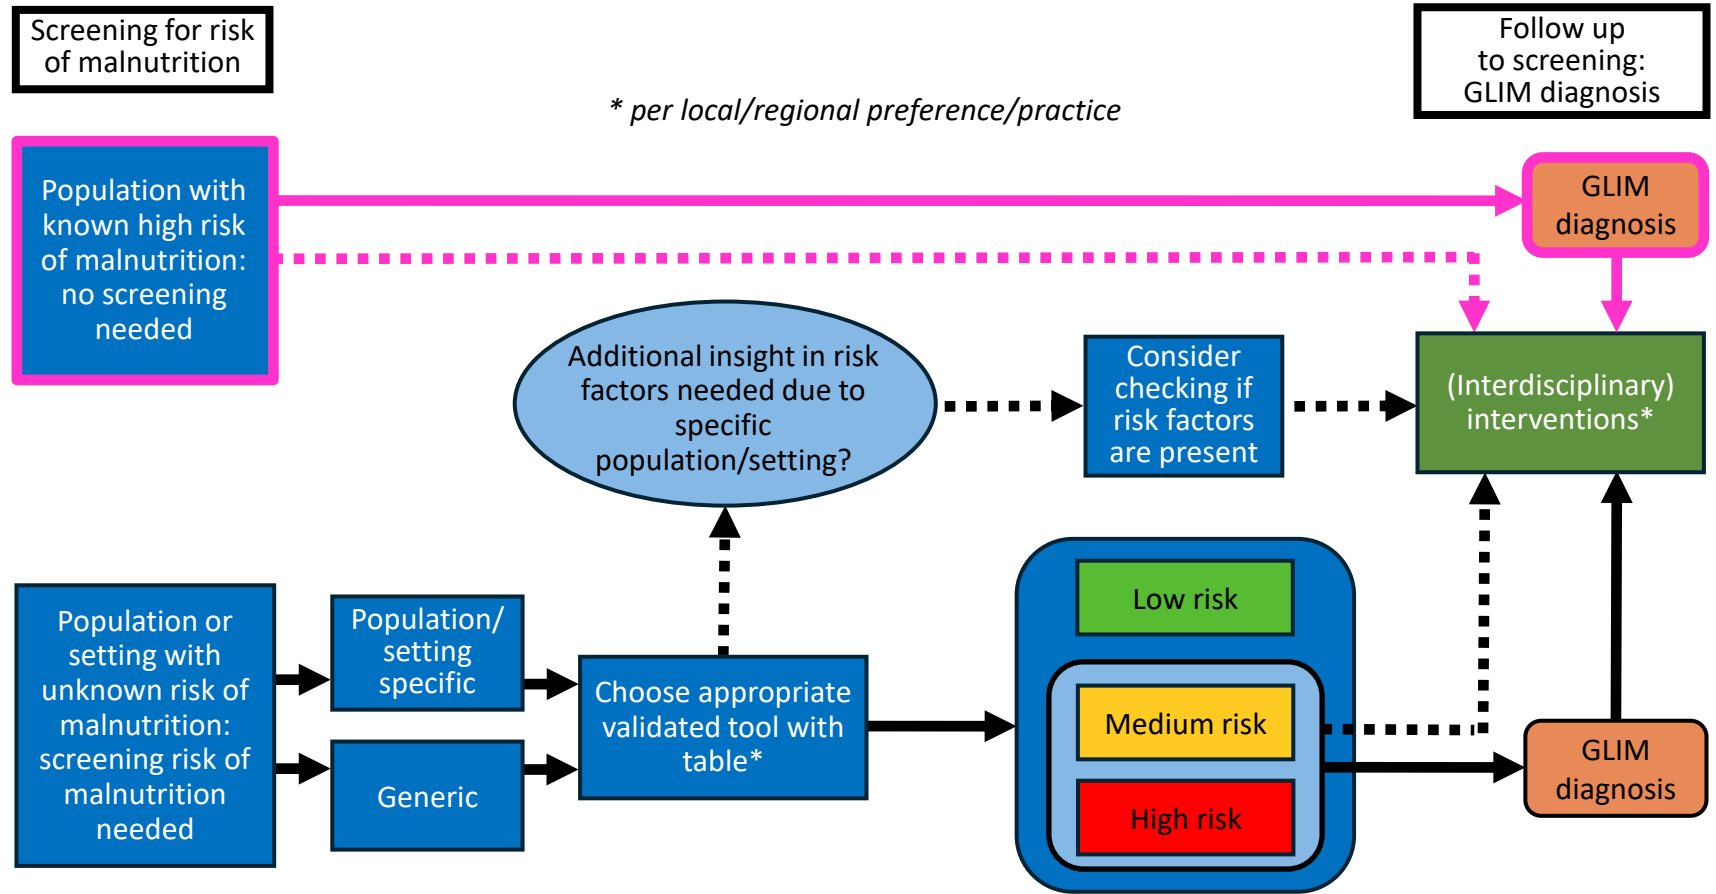 Screening for risk
of malnutrition
Follow up
to screening:
GLIM diagnosis
* per local/regional preference/practice
Population with
known high risk
of malnutrition:
no screening
needed
GLIM
diagnosis
Additional insight in risk
factors needed due to
specific
population/setting?
Consider
checking if
risk factors
are present
(Interdisciplinary)
interventions*
Population or
setting with
unknown risk of
malnutrition:
screening risk of
malnutrition
needed
Population/
setting
specific
Generic
Choose appropriate
validated tool with
table*
Low risk
Medium risk
High risk
GLIM
diagnosis